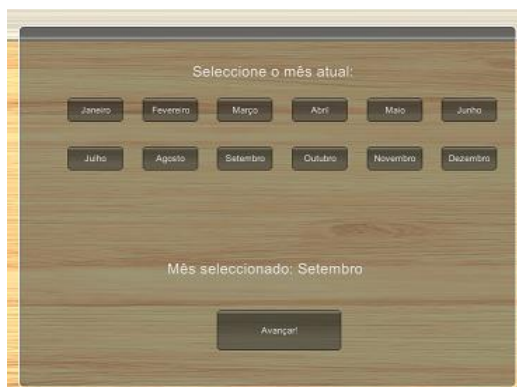 Seleccione o mês atual:
Janeiro Fevereiro Março Abril Maio Junho
Julho Agosto Setembro Outubro Novembro Dezembro
Mês seleccionado: Setembro
Avançar!